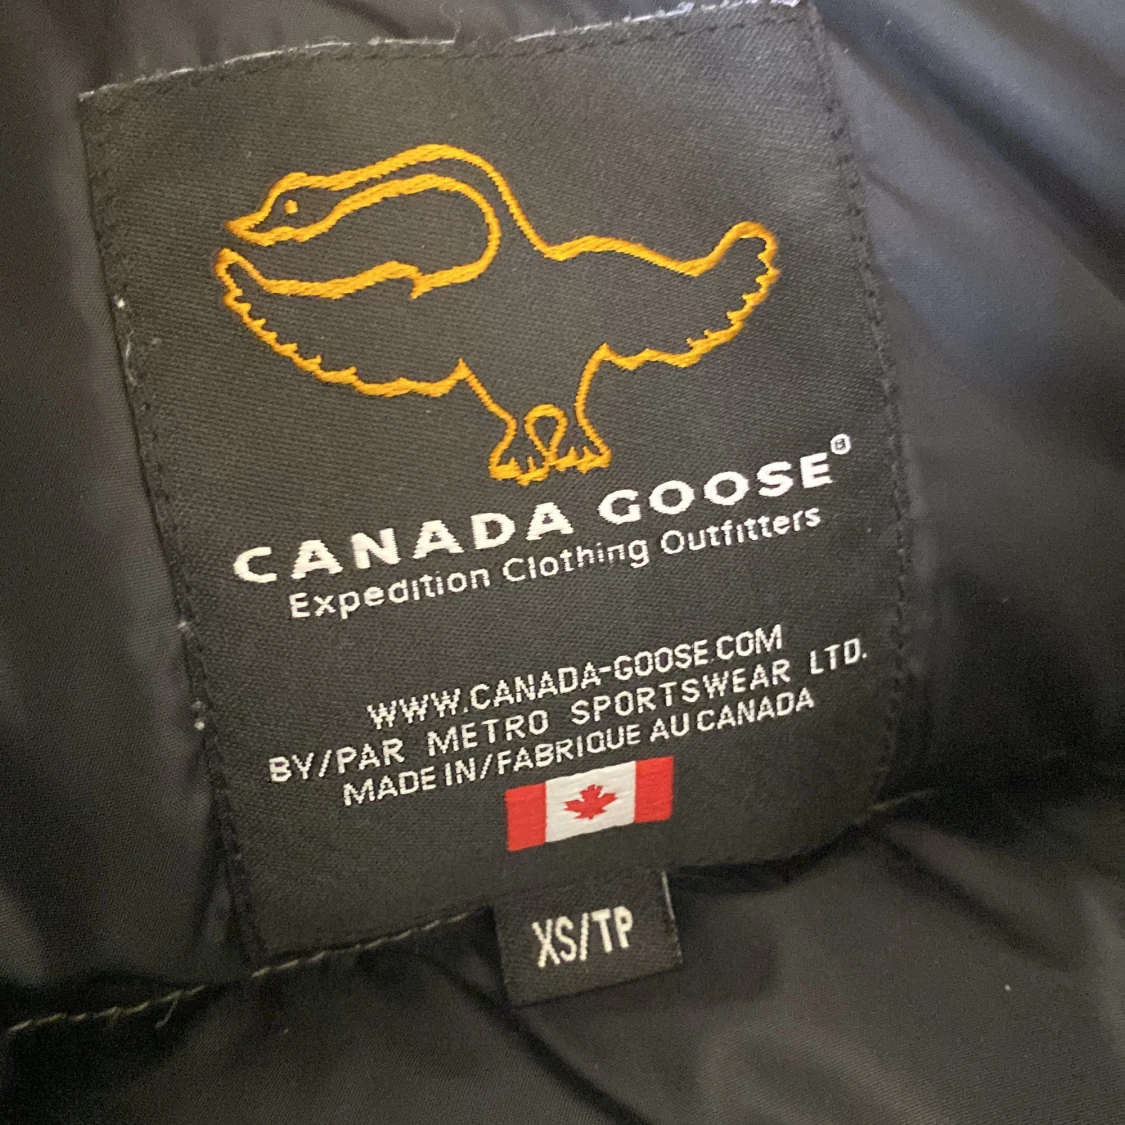 CANADA GOOSE®
Expedition Clothing Outfitters
WWW.CANADA-GOOSE.COM
BY/PAR METRO SPORTSWEAR LTD.
MADE IN/FABRIQUE AU CANADA
XS/TP